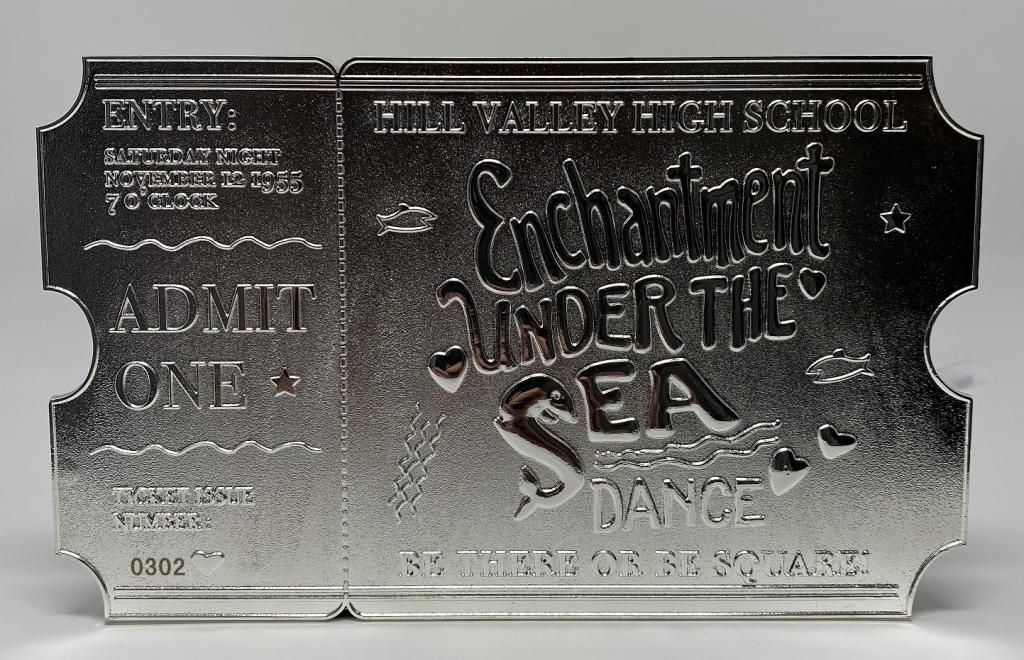 ENTRY:
SATURDAY NIGHT
NOVEMBER 12 1955
7 O'CLOCK
ADMIT
ONE
TICKET ISSUE
NUMBER:
0302
HILL VALLEY HIGH SCHOOL
Enchantment
UNDER THE
SEA
DANCE
BE THERE OR BE SQUARE!